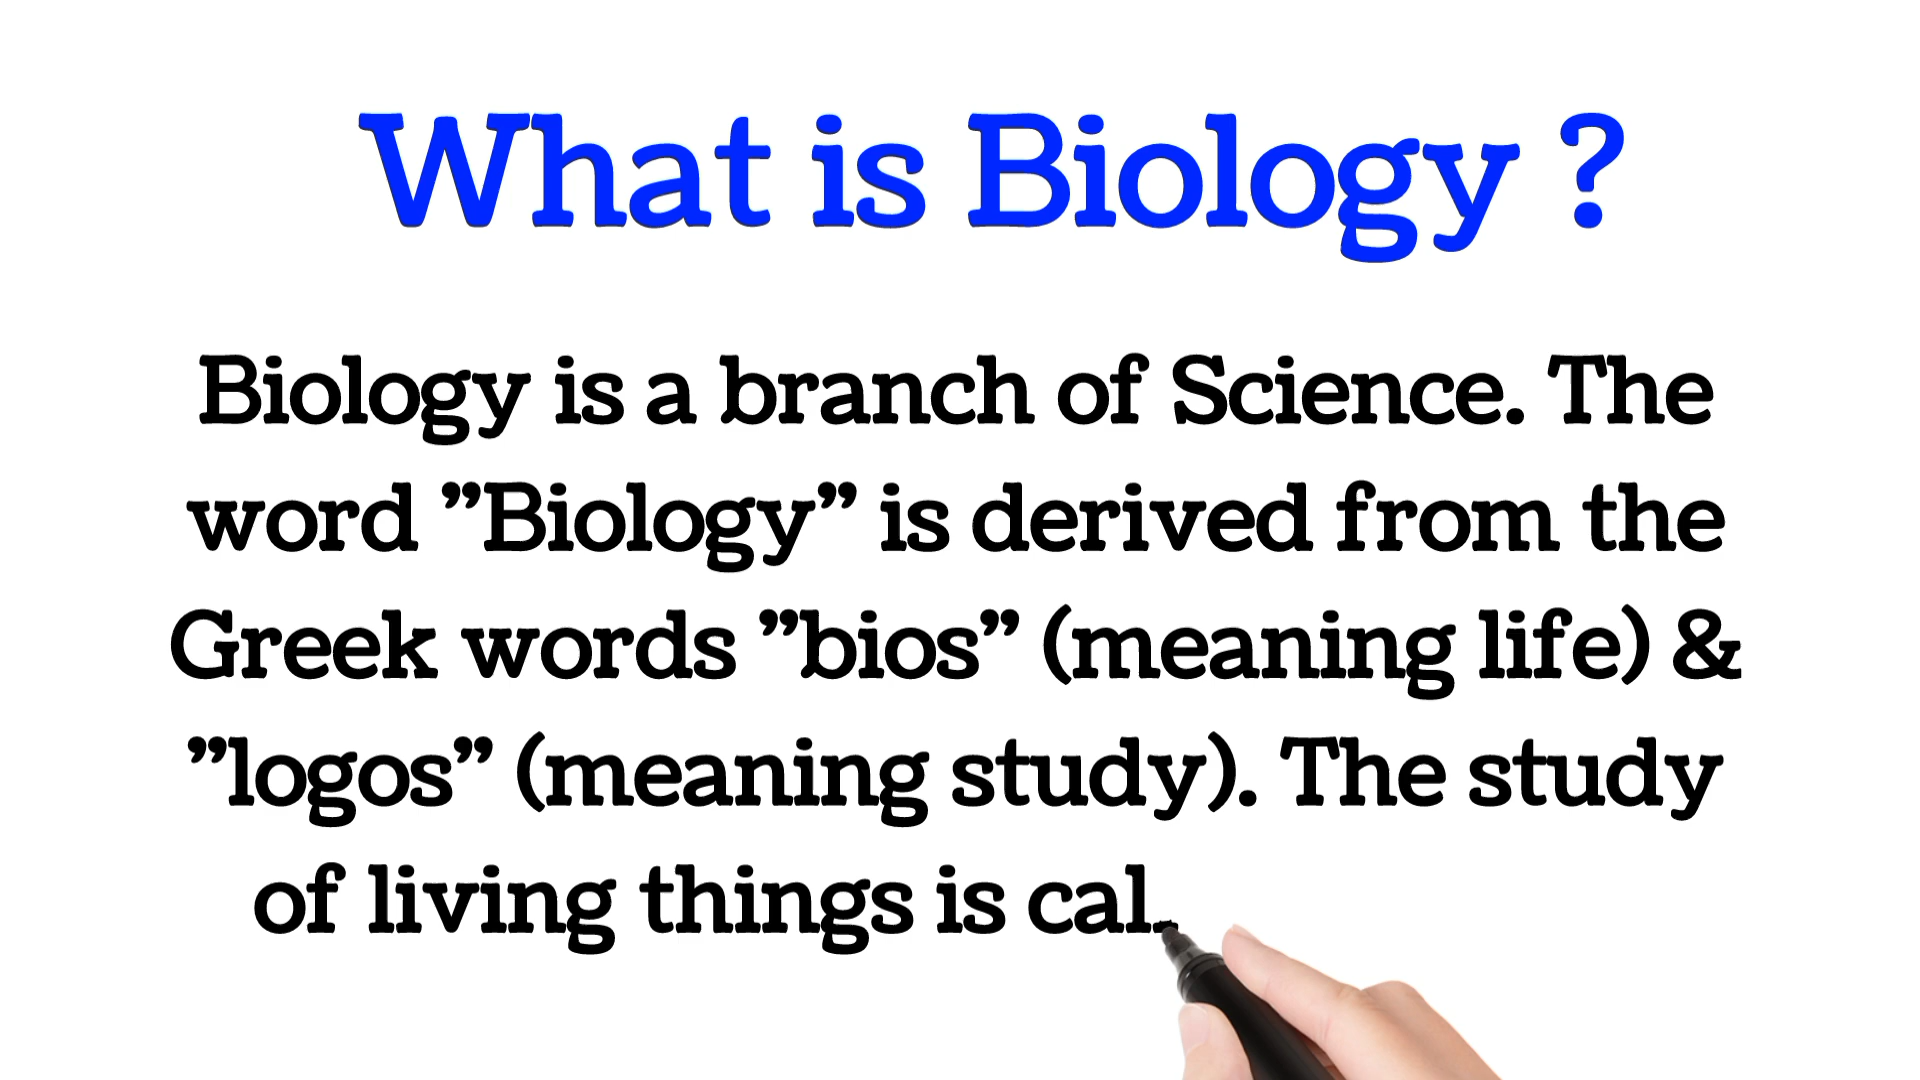 What is Biology ?
Biology is a branch of Science. The
word ”Biology” is derived from the
Greek words ”bios” (meaning life) &
”logos” (meaning study). The study
of living things is cal